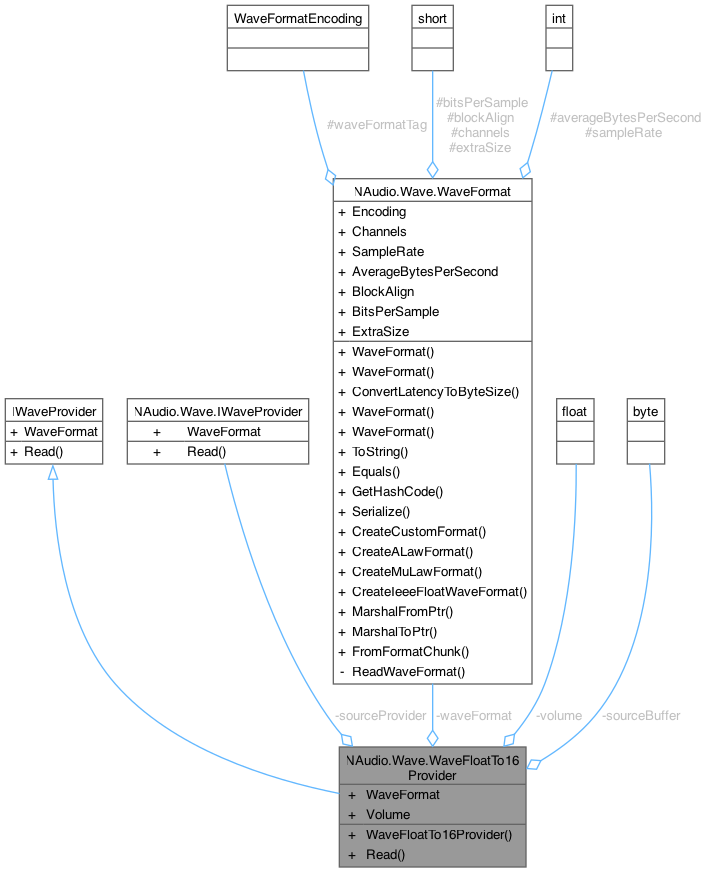 WaveFormatEncoding
short
int
#waveFormatTag
#bitsPerSample
#blockAlign
#channels
#extraSize
#averageBytesPerSecond
#sampleRate
NAudio.Wave.WaveFormat
+ Encoding
+ Channels
+ SampleRate
+ AverageBytesPerSecond
+ BlockAlign
+ BitsPerSample
+ ExtraSize
+ WaveFormat()
+ WaveFormat()
+ ConvertLatencyToByteSize()
+ WaveFormat()
+ WaveFormat()
+ ToString()
+ Equals()
+ GetHashCode()
+ Serialize()
+ CreateCustomFormat()
+ CreateALawFormat()
+ CreateMuLawFormat()
+ CreateIeeeFloatWaveFormat()
+ MarshalFromPtr()
+ MarshalToPtr()
+ FromFormatChunk()
- ReadWaveFormat()
IWaveProvider
+ WaveFormat
+ Read()
NAudio.Wave.IWaveProvider
+ WaveFormat
+ Read()
float
byte
-sourceProvider
-waveFormat
-volume
-sourceBuffer
NAudio.Wave.WaveFloatTo16
Provider
+ WaveFormat
+ Volume
+ WaveFloatTo16Provider()
+ Read()